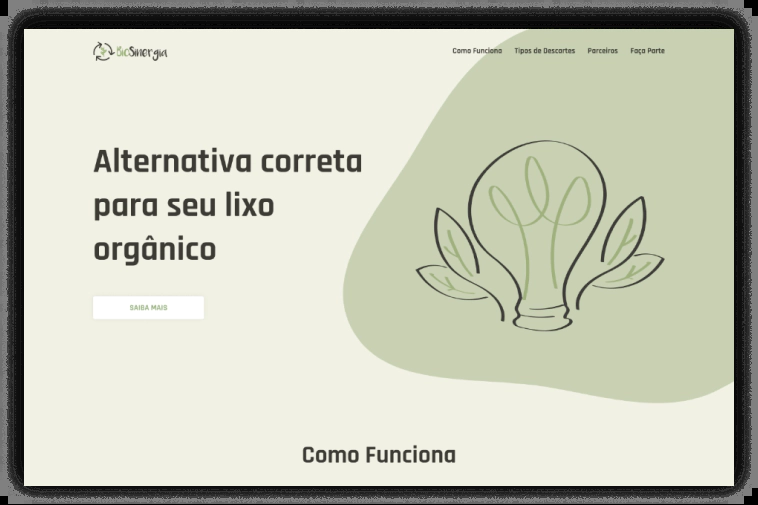 BioSinergia
Como Funciona Tipos de Descartes Parceiros Faça Parte
Alternativa correta
para seu lixo
orgânico
SAIBA MAIS
Como Funciona